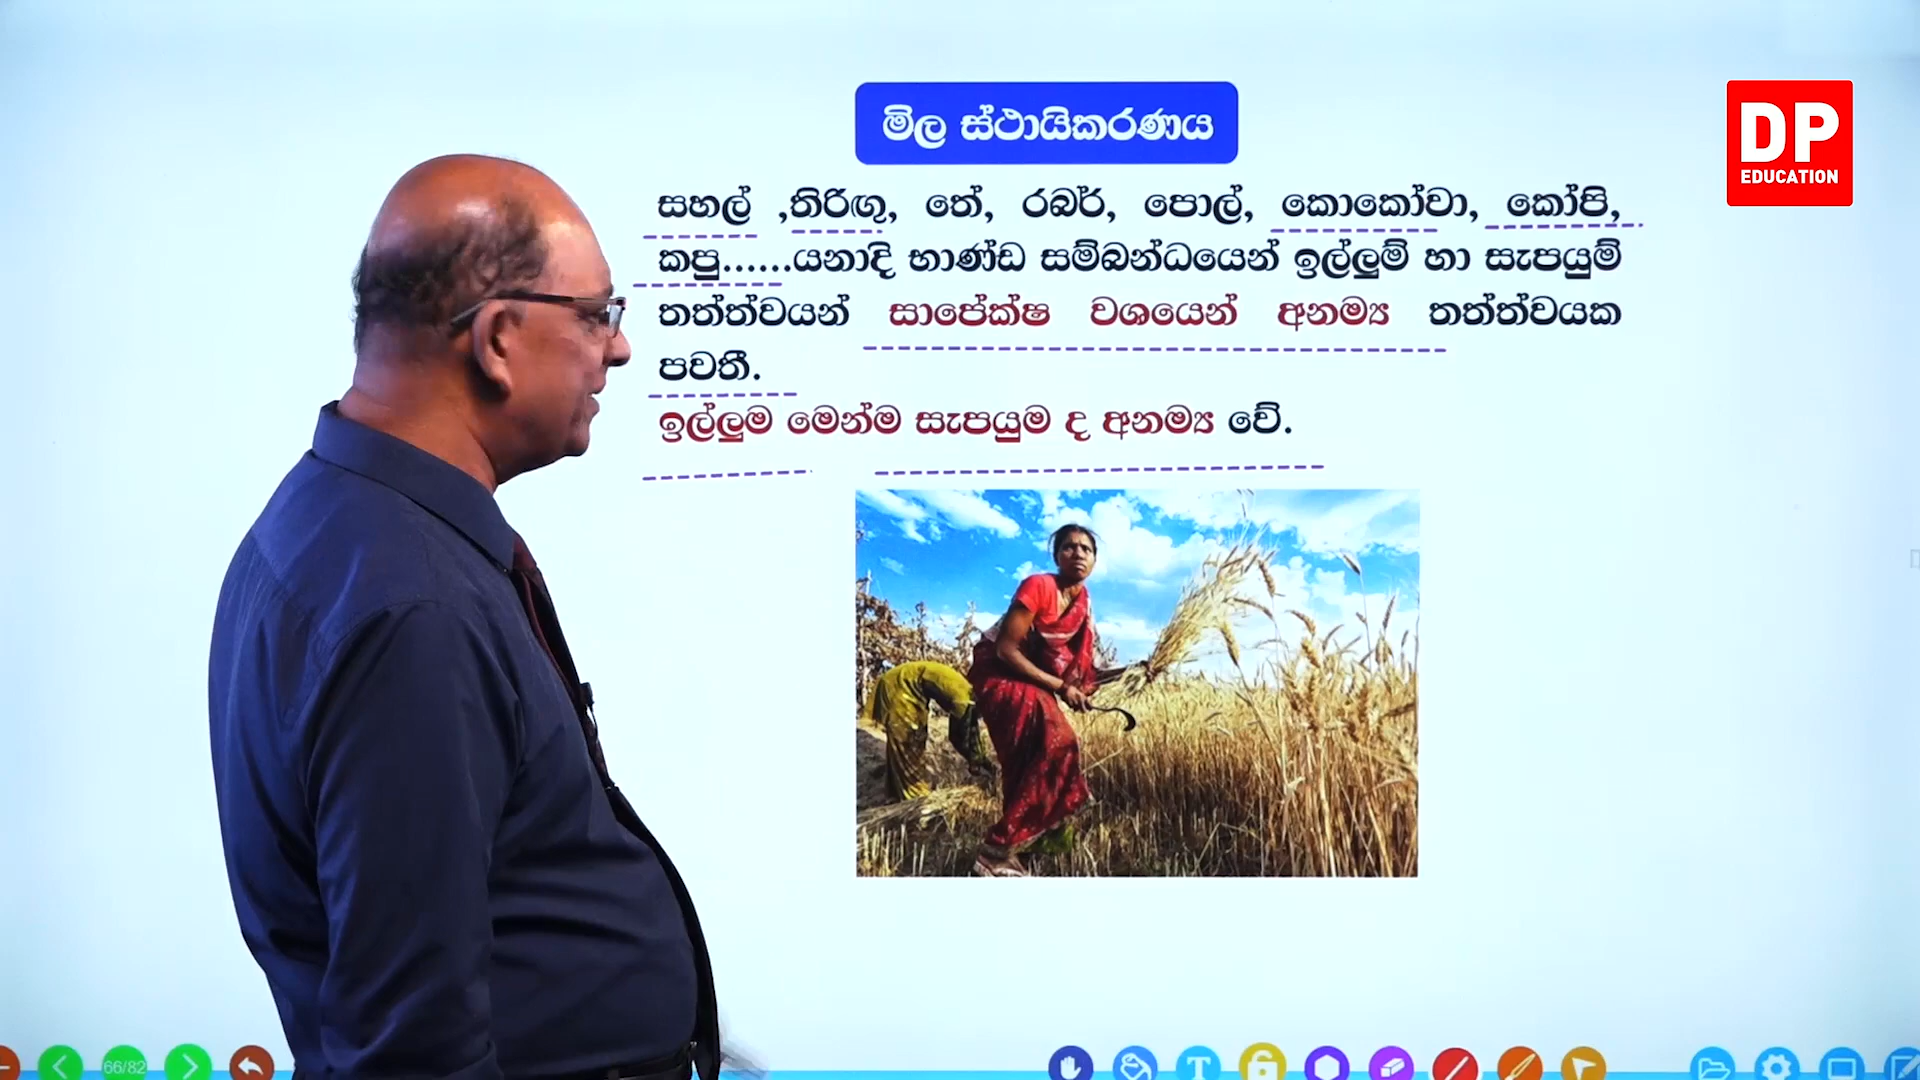 මිල ස්ථායිකරණය
DP
EDUCATION
සහල් ,තිරිඟු, තේ, රබර්, පොල්, කොකෝවා, කෝපි,
කපු......යනාදි භාණ්ඩ සම්බන්ධයෙන් ඉල්ලුම් හා සැපයුම්
තත්ත්වයන් සාපේක්ෂ වශයෙන් අනම්‍ය තත්ත්වයක
පවතී.
ඉල්ලුම මෙන්ම සැපයුම ද අනම්‍ය වේ.
66/82
T